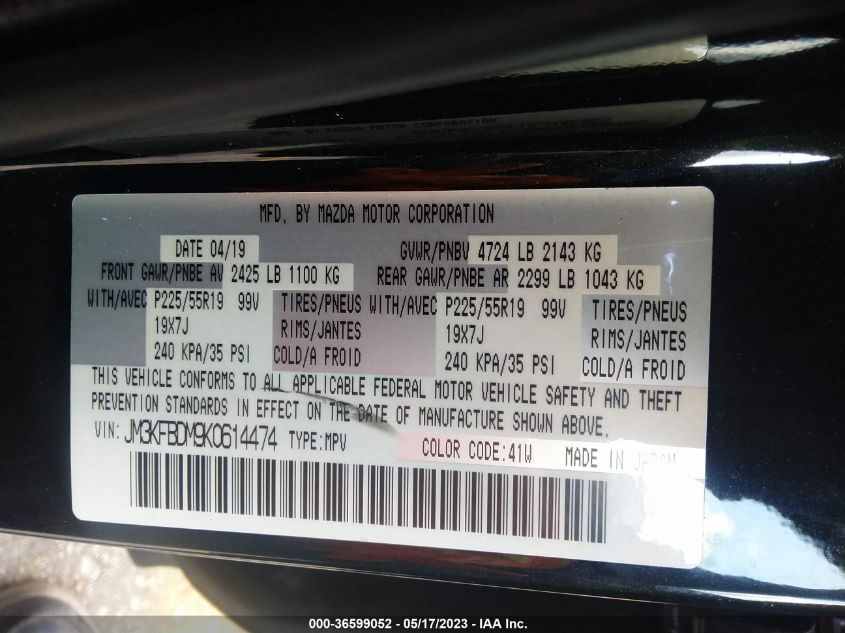 MFD. BY MAZDA MOTOR CORPORATION
MFD. BY MAZDA MOTOR CORPORATION
DATE 04/19 GVWR/PNBV 4724 LB 2143 KG
FRONT GAWR/PNBE AV 2425 LB 1100 KG REAR GAWR/PNBE AR 2299 LB 1043 KG
WITH/AVEC P225/55R19 99V TIRES/PNEUS WITH/AVEC P225/55R19 99V TIRES/PNEUS
19X7J RIMS/JANTES 19X7J RIMS/JANTES
240 KPA/35 PSI COLD/A FROID 240 KPA/35 PSI COLD/A FROID
THIS VEHICLE CONFORMS TO ALL APPLICABLE FEDERAL MOTOR VEHICLE SAFETY AND THEFT
PREVENTION STANDARDS IN EFFECT ON THE DATE OF MANUFACTURE SHOWN ABOVE.
VIN: JM3KFBDM9K0614474 TYPE:MPV COLOR CODE:41W MADE IN JAPAN
000-36599052 - 05/17/2023 - IAA Inc.